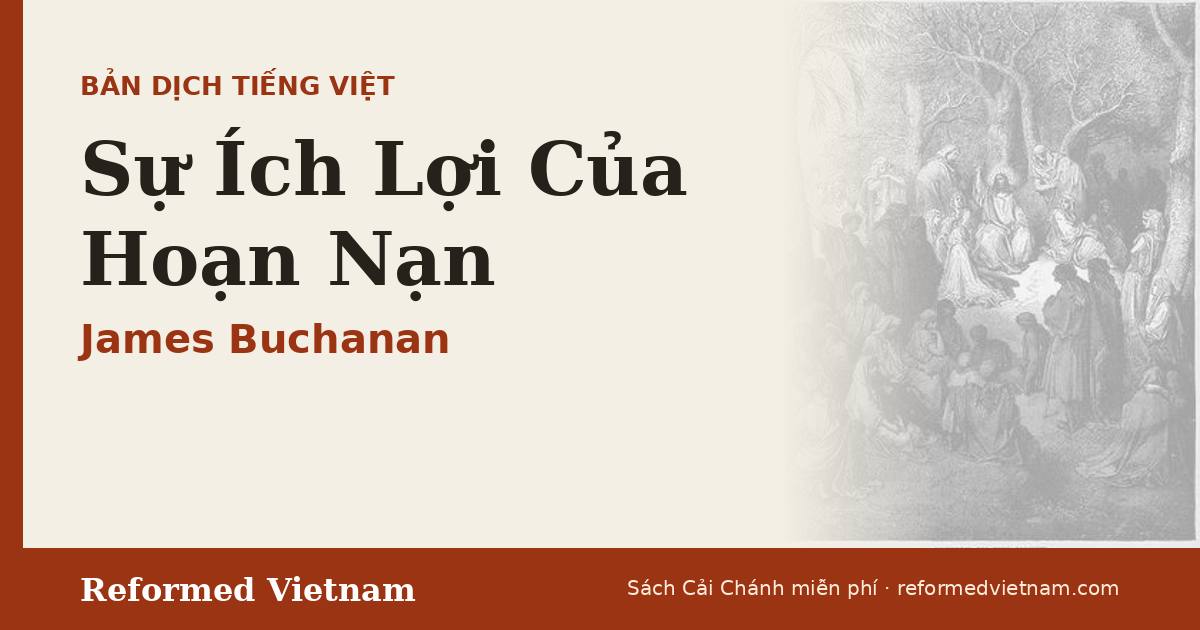 BẢN DỊCH TIẾNG VIỆT
Sự Ích Lợi Của
Hoạn Nạn
James Buchanan
Reformed Vietnam
Sách Cải Chánh miễn phí · reformedvietnam.com